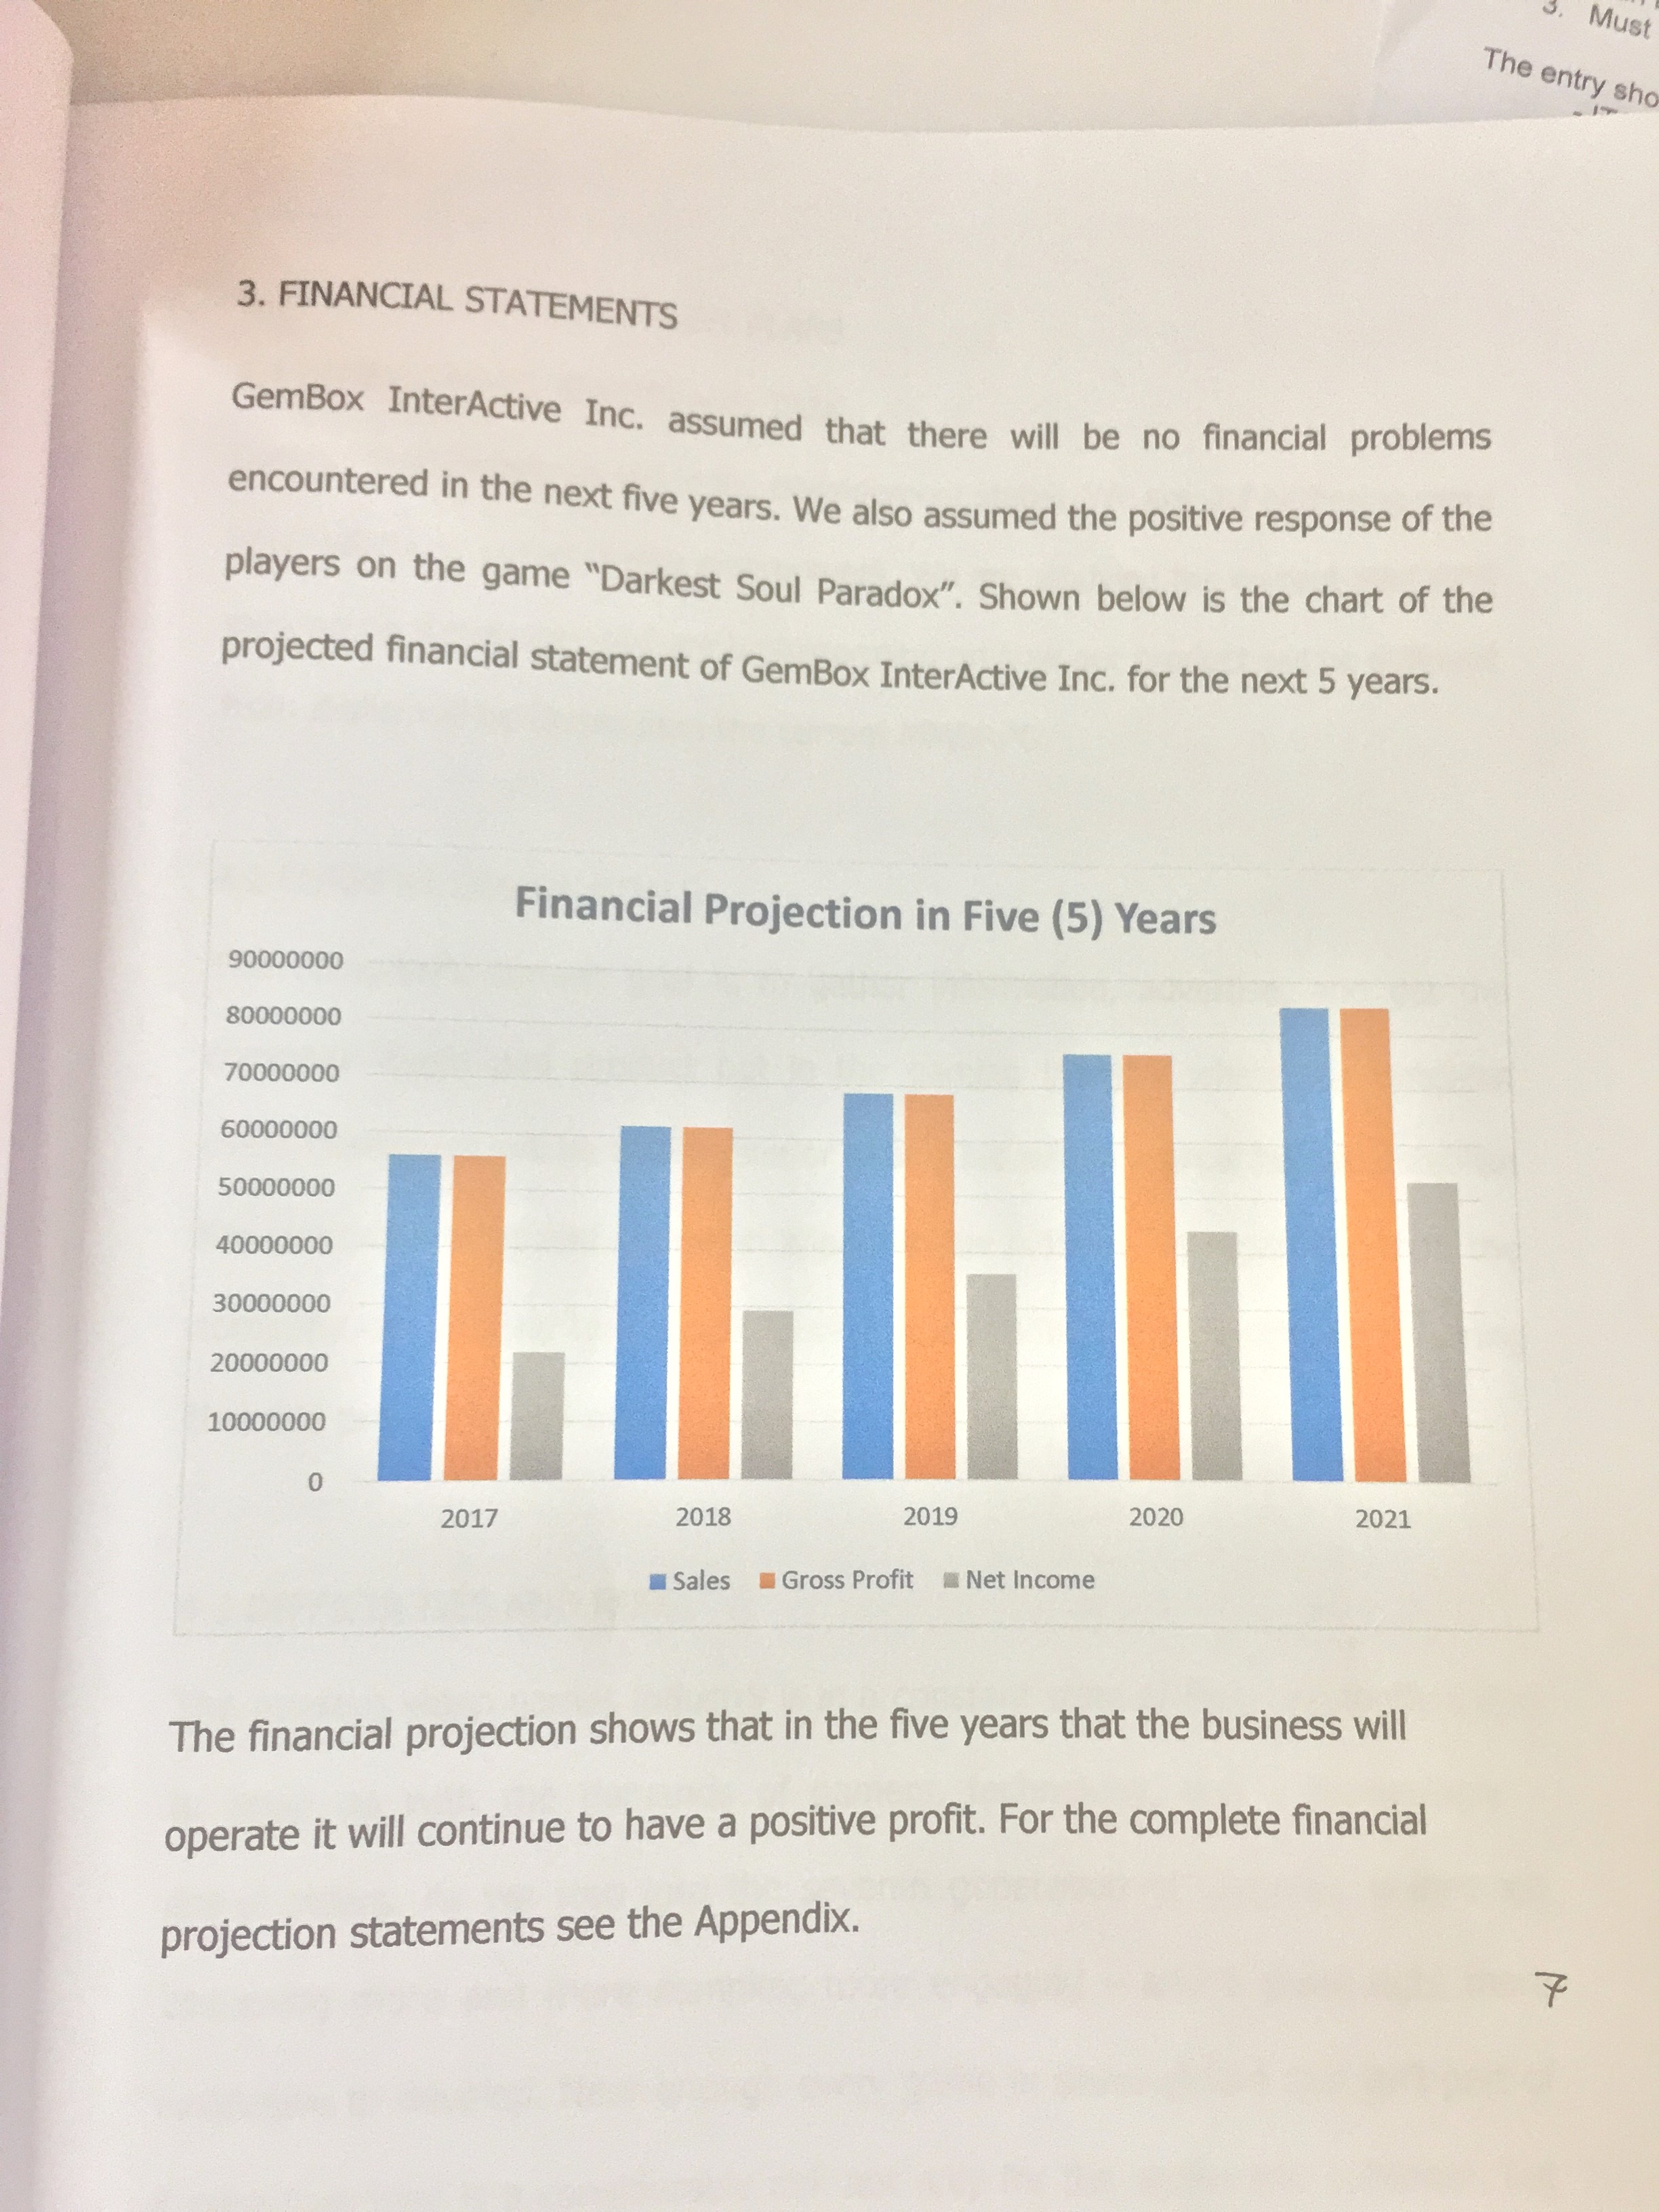 3. Must
The entry sho
3. FINANCIAL STATEMENTS
GemBox InterActive Inc. assumed that there will be no financial problems
encountered in the next five years. We also assumed the positive response of the
players on the game “Darkest Soul Paradox”. Shown below is the chart of the
projected financial statement of GemBox InterActive Inc. for the next 5 years.
Financial Projection in Five (5) Years
90000000
80000000
70000000
60000000
50000000
40000000
30000000
20000000
10000000
0
2017 2018 2019 2020 2021
Sales Gross Profit Net Income
The financial projection shows that in the five years that the business will
operate it will continue to have a positive profit. For the complete financial
projection statements see the Appendix.
7